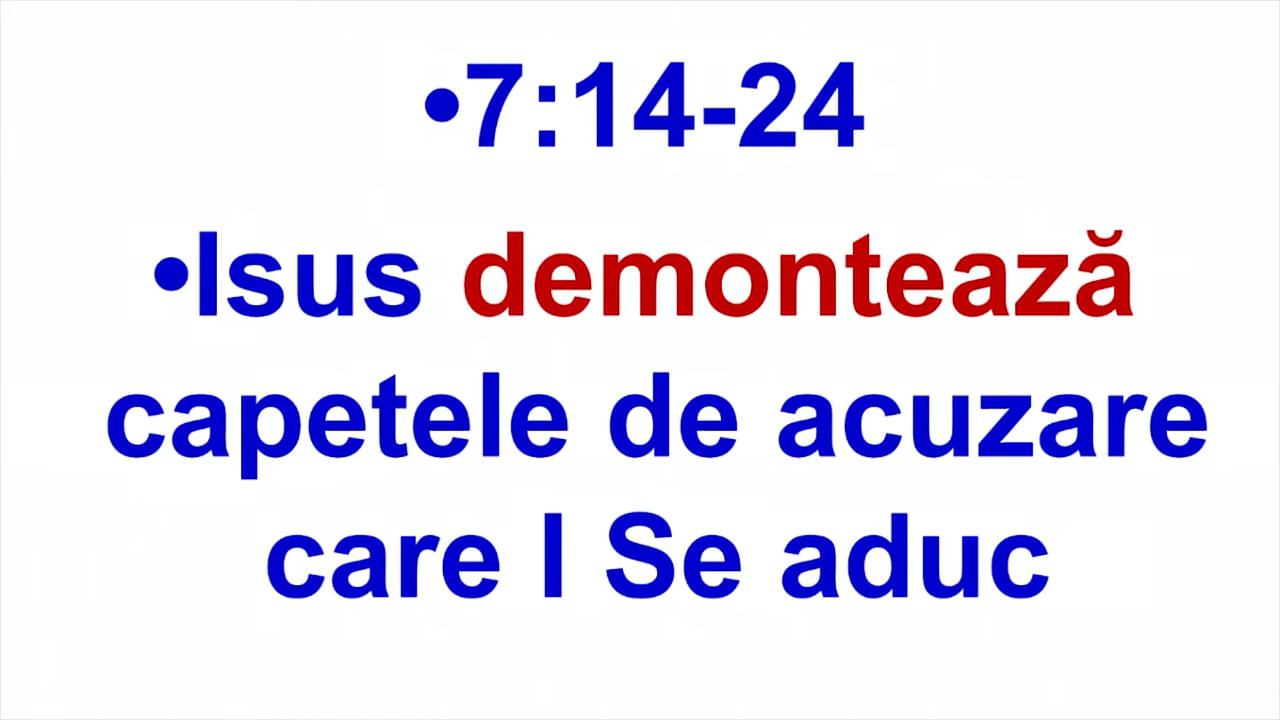 •7:14-24
•Isus demontează
capetele de acuzare
care I Se aduc